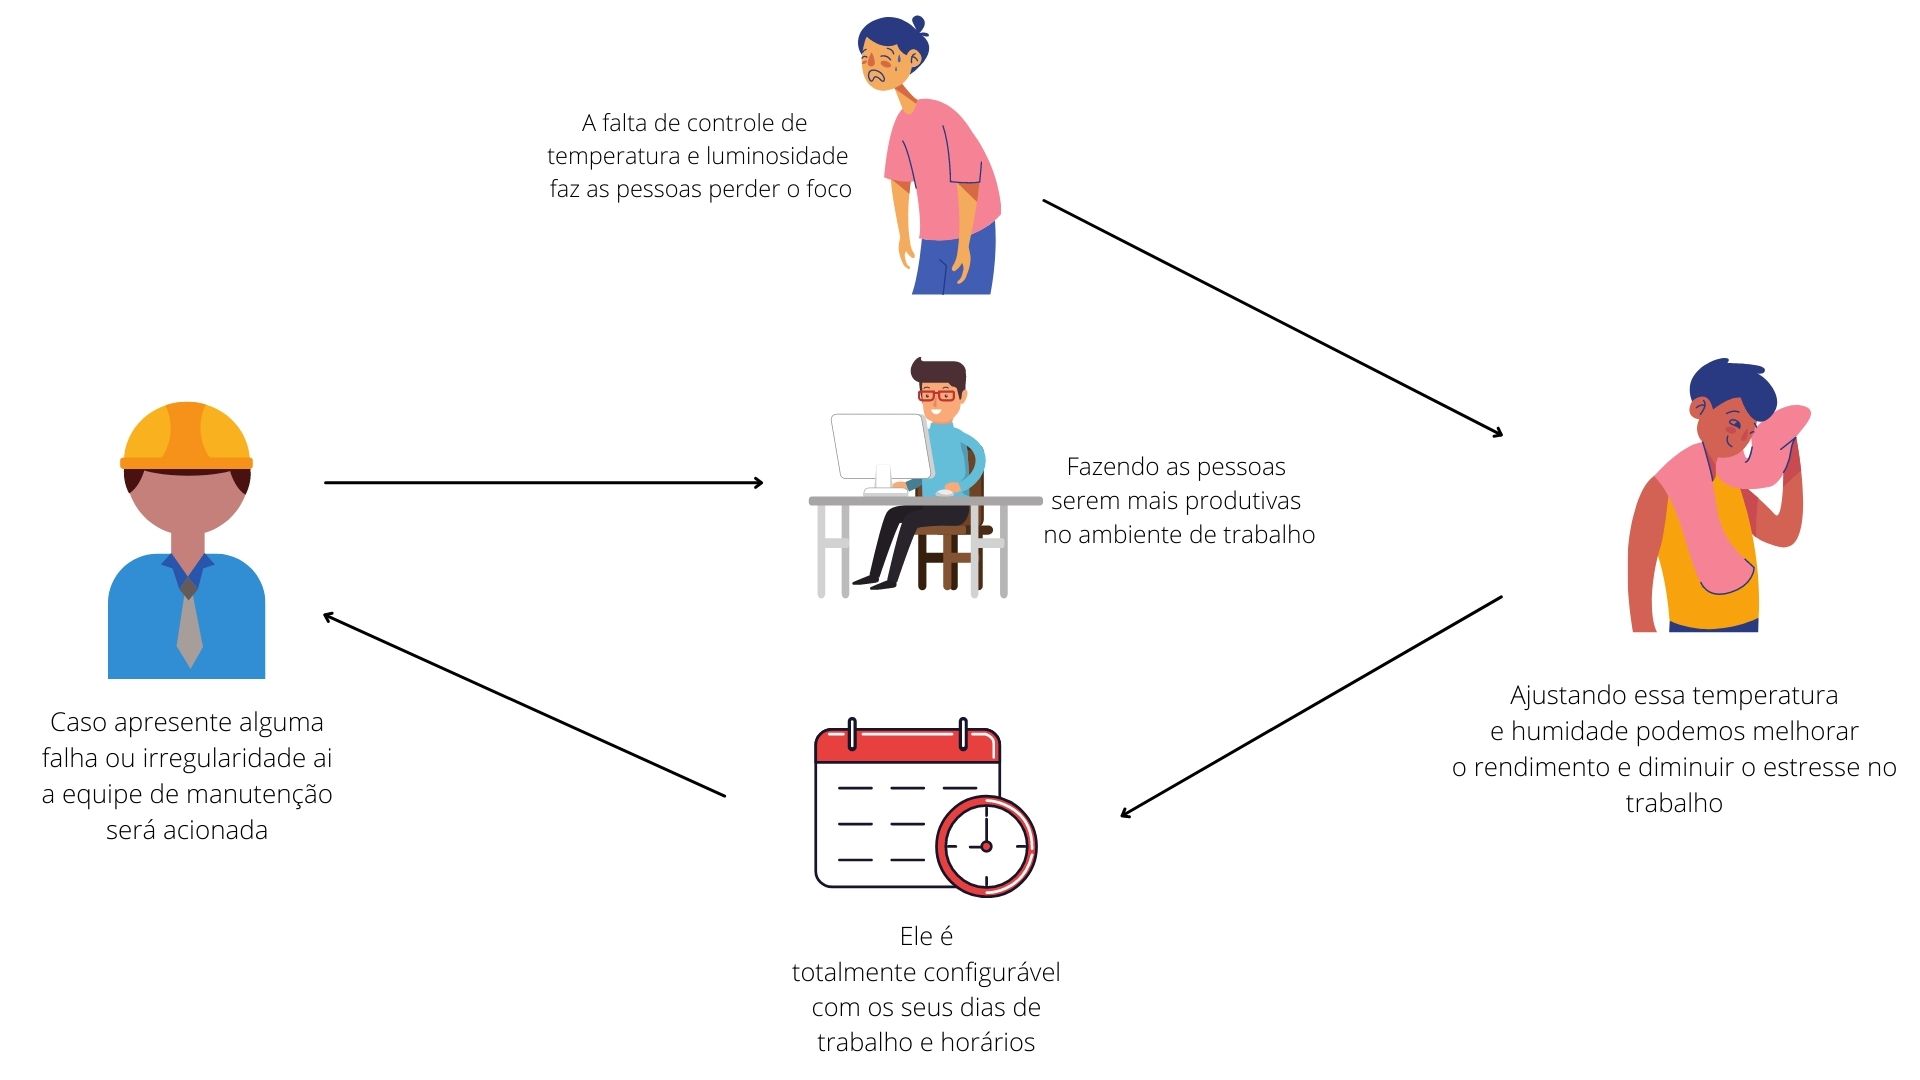 A falta de controle de
temperatura e luminosidade
faz as pessoas perder o foco
Fazendo as pessoas
serem mais produtivas
no ambiente de trabalho
Ajustando essa temperatura
e humidade podemos melhorar
o rendimento e diminuir o estresse no
trabalho
Caso apresente alguma
falha ou irregularidade ai
a equipe de manutenção
será acionada
Ele é
totalmente configurável
com os seus dias de
trabalho e horários